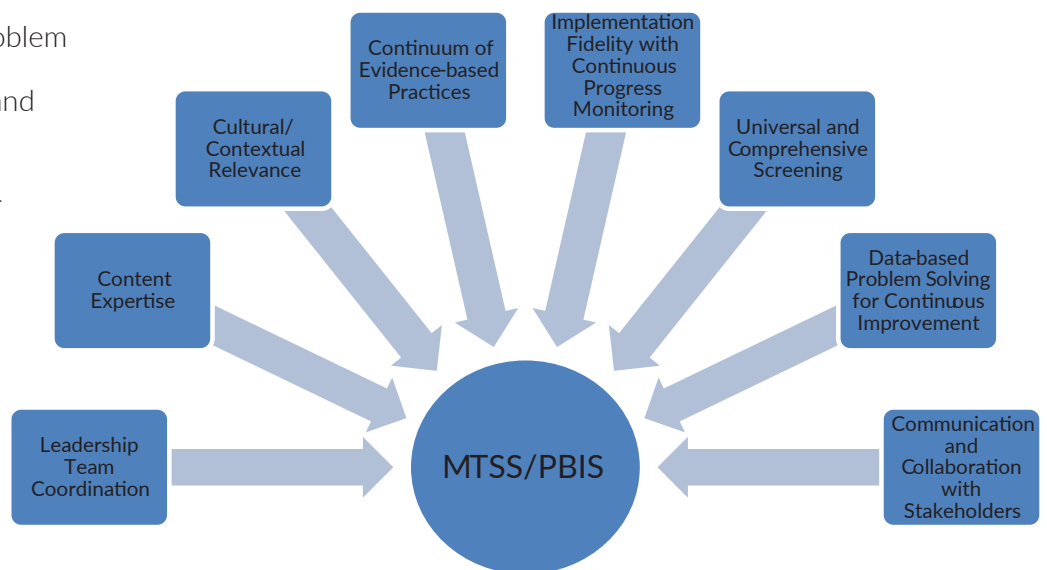 and
Leadership
Team
Coordination
Content
Expertise
Cultural/
Contextual
Relevance
Continuum of
Evidence-based
Practices
Implementation
Fidelity with
Continuous
Progress
Monitoring
Universal and
Comprehensive
Screening
Data-based
Problem Solving
for Continuous
Improvement
Communication
and
Collaboration
with
Stakeholders
MTSS/PBIS